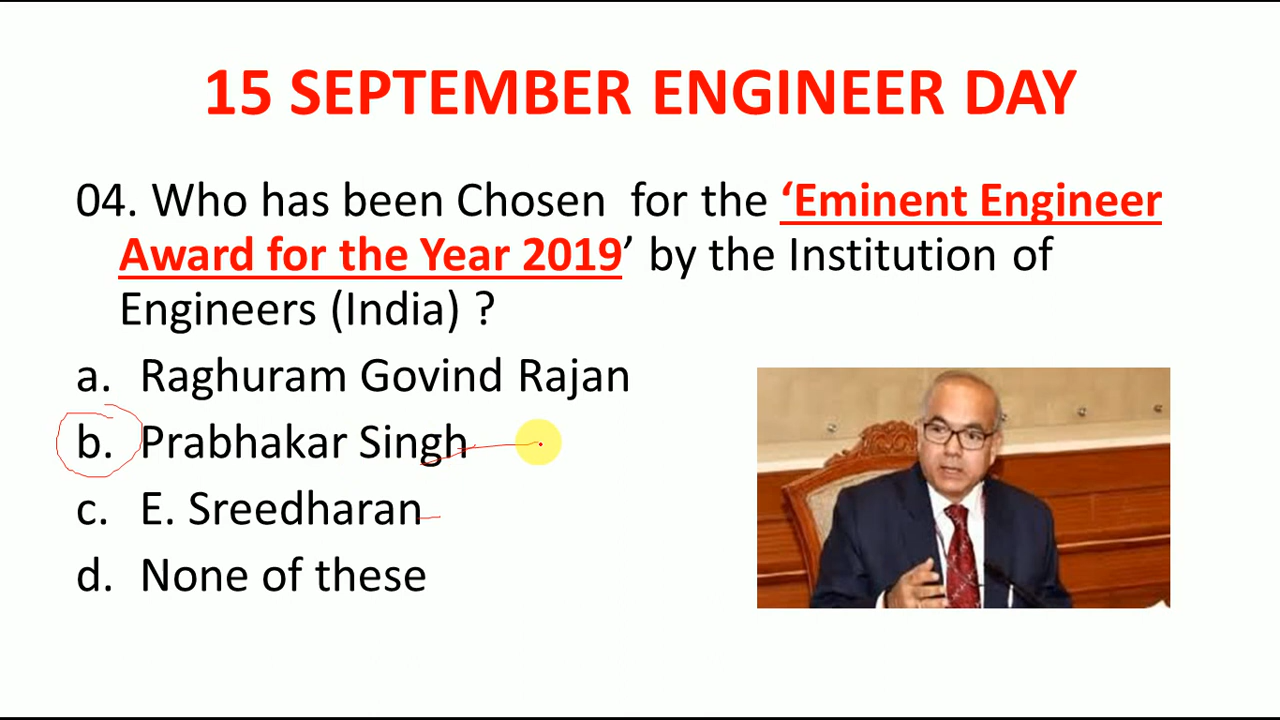 15 SEPTEMBER ENGINEER DAY
04. Who has been Chosen for the ‘Eminent Engineer
Award for the Year 2019’ by the Institution of
Engineers (India) ?
a. Raghuram Govind Rajan
b. Prabhakar Singh
c. E. Sreedharan
d. None of these